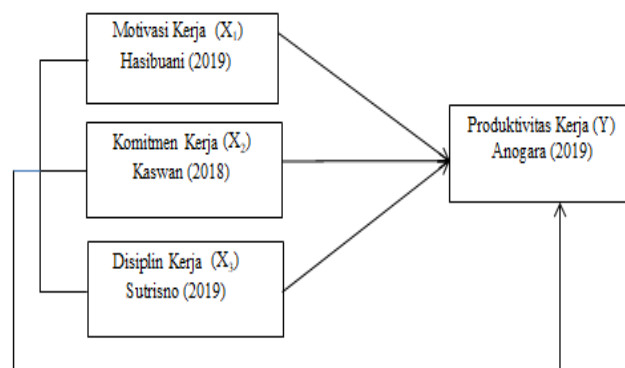 Motivasi Kerja (X₁)
Hasibuani (2019)
Komitmen Kerja (X₂)
Kaswan (2018)
Disiplin Kerja (X₃)
Sutrisno (2019)
Produktivitas Kerja (Y)
Anogara (2019)